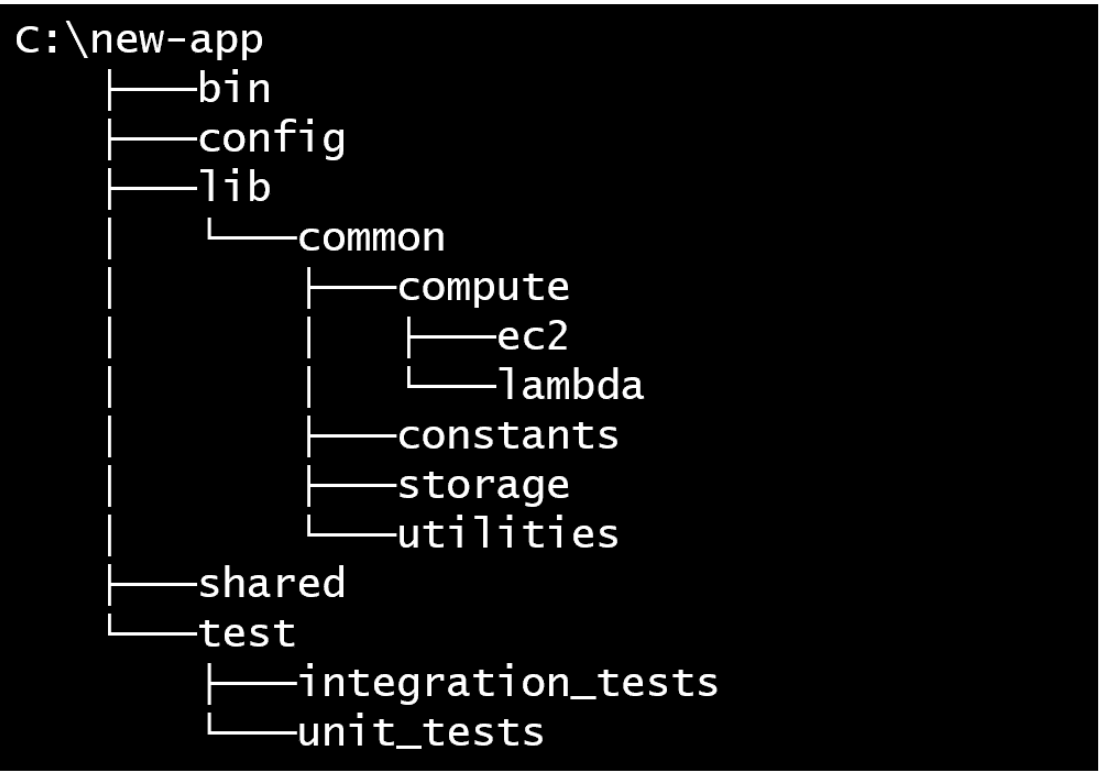 C:\new-app
    ├───bin
    ├───config
    ├───lib
    │   └───common
    │       ├───compute
    │       │   ├───ec2
    │       │   └───lambda
    │       ├───constants
    │       ├───storage
    │       └───utilities
    ├───shared
    └───test
        ├───integration_tests
        └───unit_tests